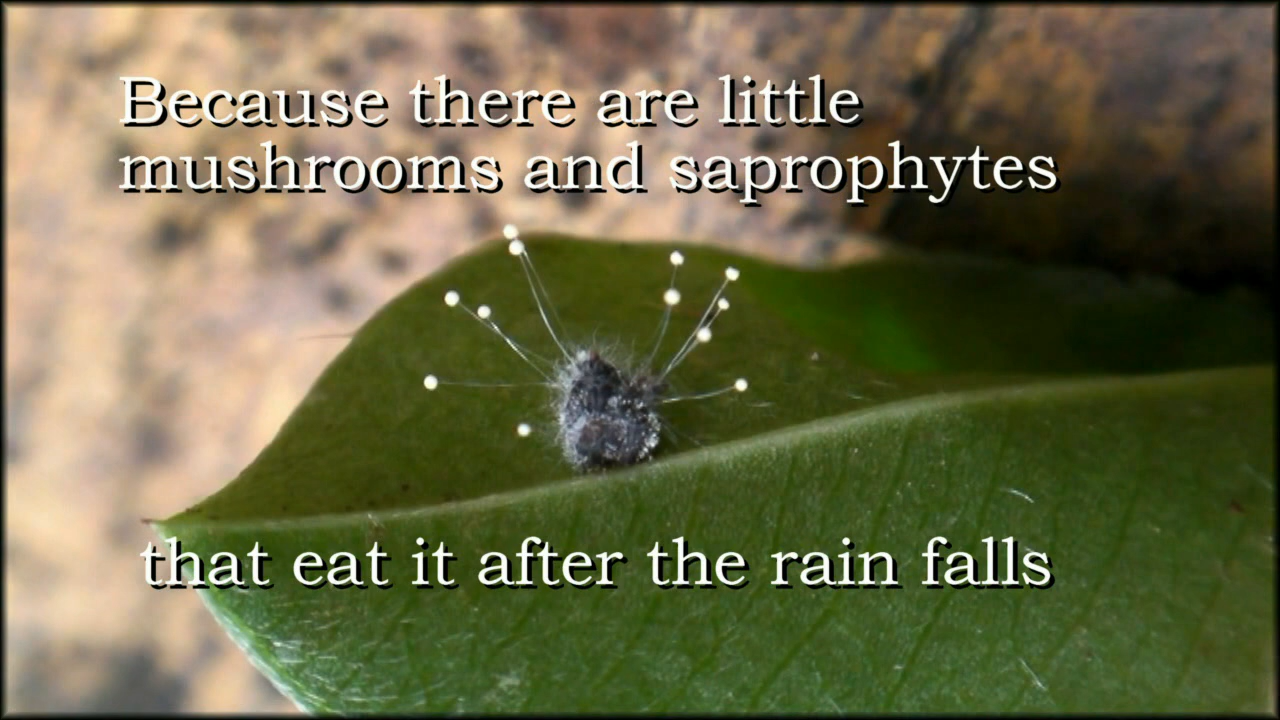 Because there are little
mushrooms and saprophytes
that eat it after the rain falls